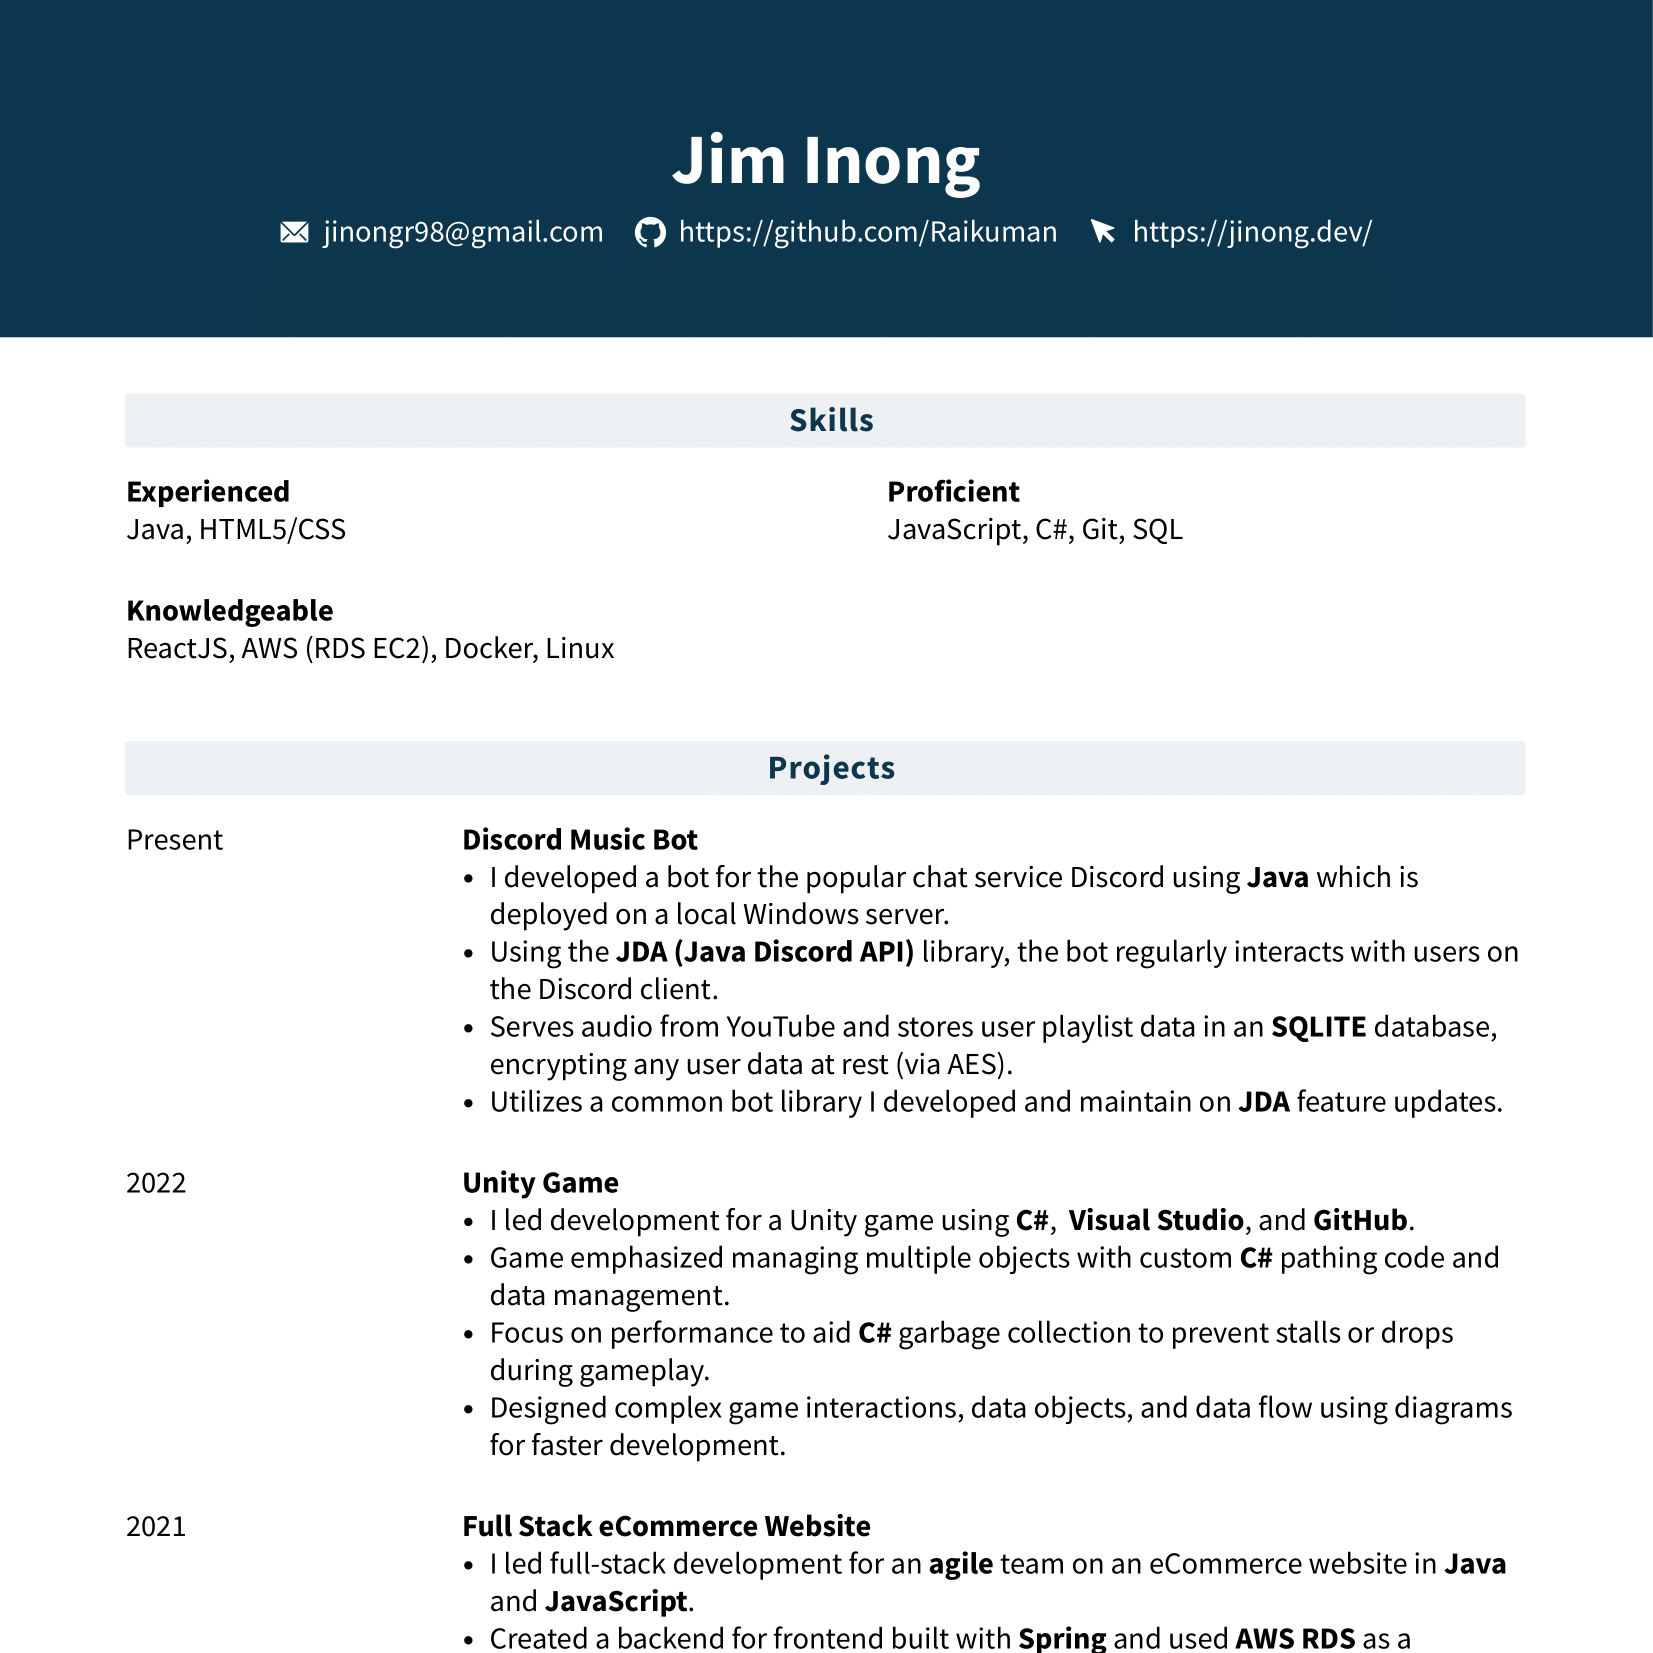 Jim Inong
jinongr98@gmail.com https://github.com/Raikuman https://jinong.dev/
Skills
Experienced
Java, HTML5/CSS
Proficient
JavaScript, C#, Git, SQL
Knowledgeable
ReactJS, AWS (RDS EC2), Docker, Linux
Projects
Present
Discord Music Bot
• I developed a bot for the popular chat service Discord using Java which is
deployed on a local Windows server.
• Using the JDA (Java Discord API) library, the bot regularly interacts with users on
the Discord client.
• Serves audio from YouTube and stores user playlist data in an SQLITE database,
encrypting any user data at rest (via AES).
• Utilizes a common bot library I developed and maintain on JDA feature updates.
2022
Unity Game
• I led development for a Unity game using C#,  Visual Studio, and GitHub.
• Game emphasized managing multiple objects with custom C# pathing code and
data management.
• Focus on performance to aid C# garbage collection to prevent stalls or drops
during gameplay.
• Designed complex game interactions, data objects, and data flow using diagrams
for faster development.
2021
Full Stack eCommerce Website
• I led full-stack development for an agile team on an eCommerce website in Java
and JavaScript.
• Created a backend for frontend built with Spring and used AWS RDS as a